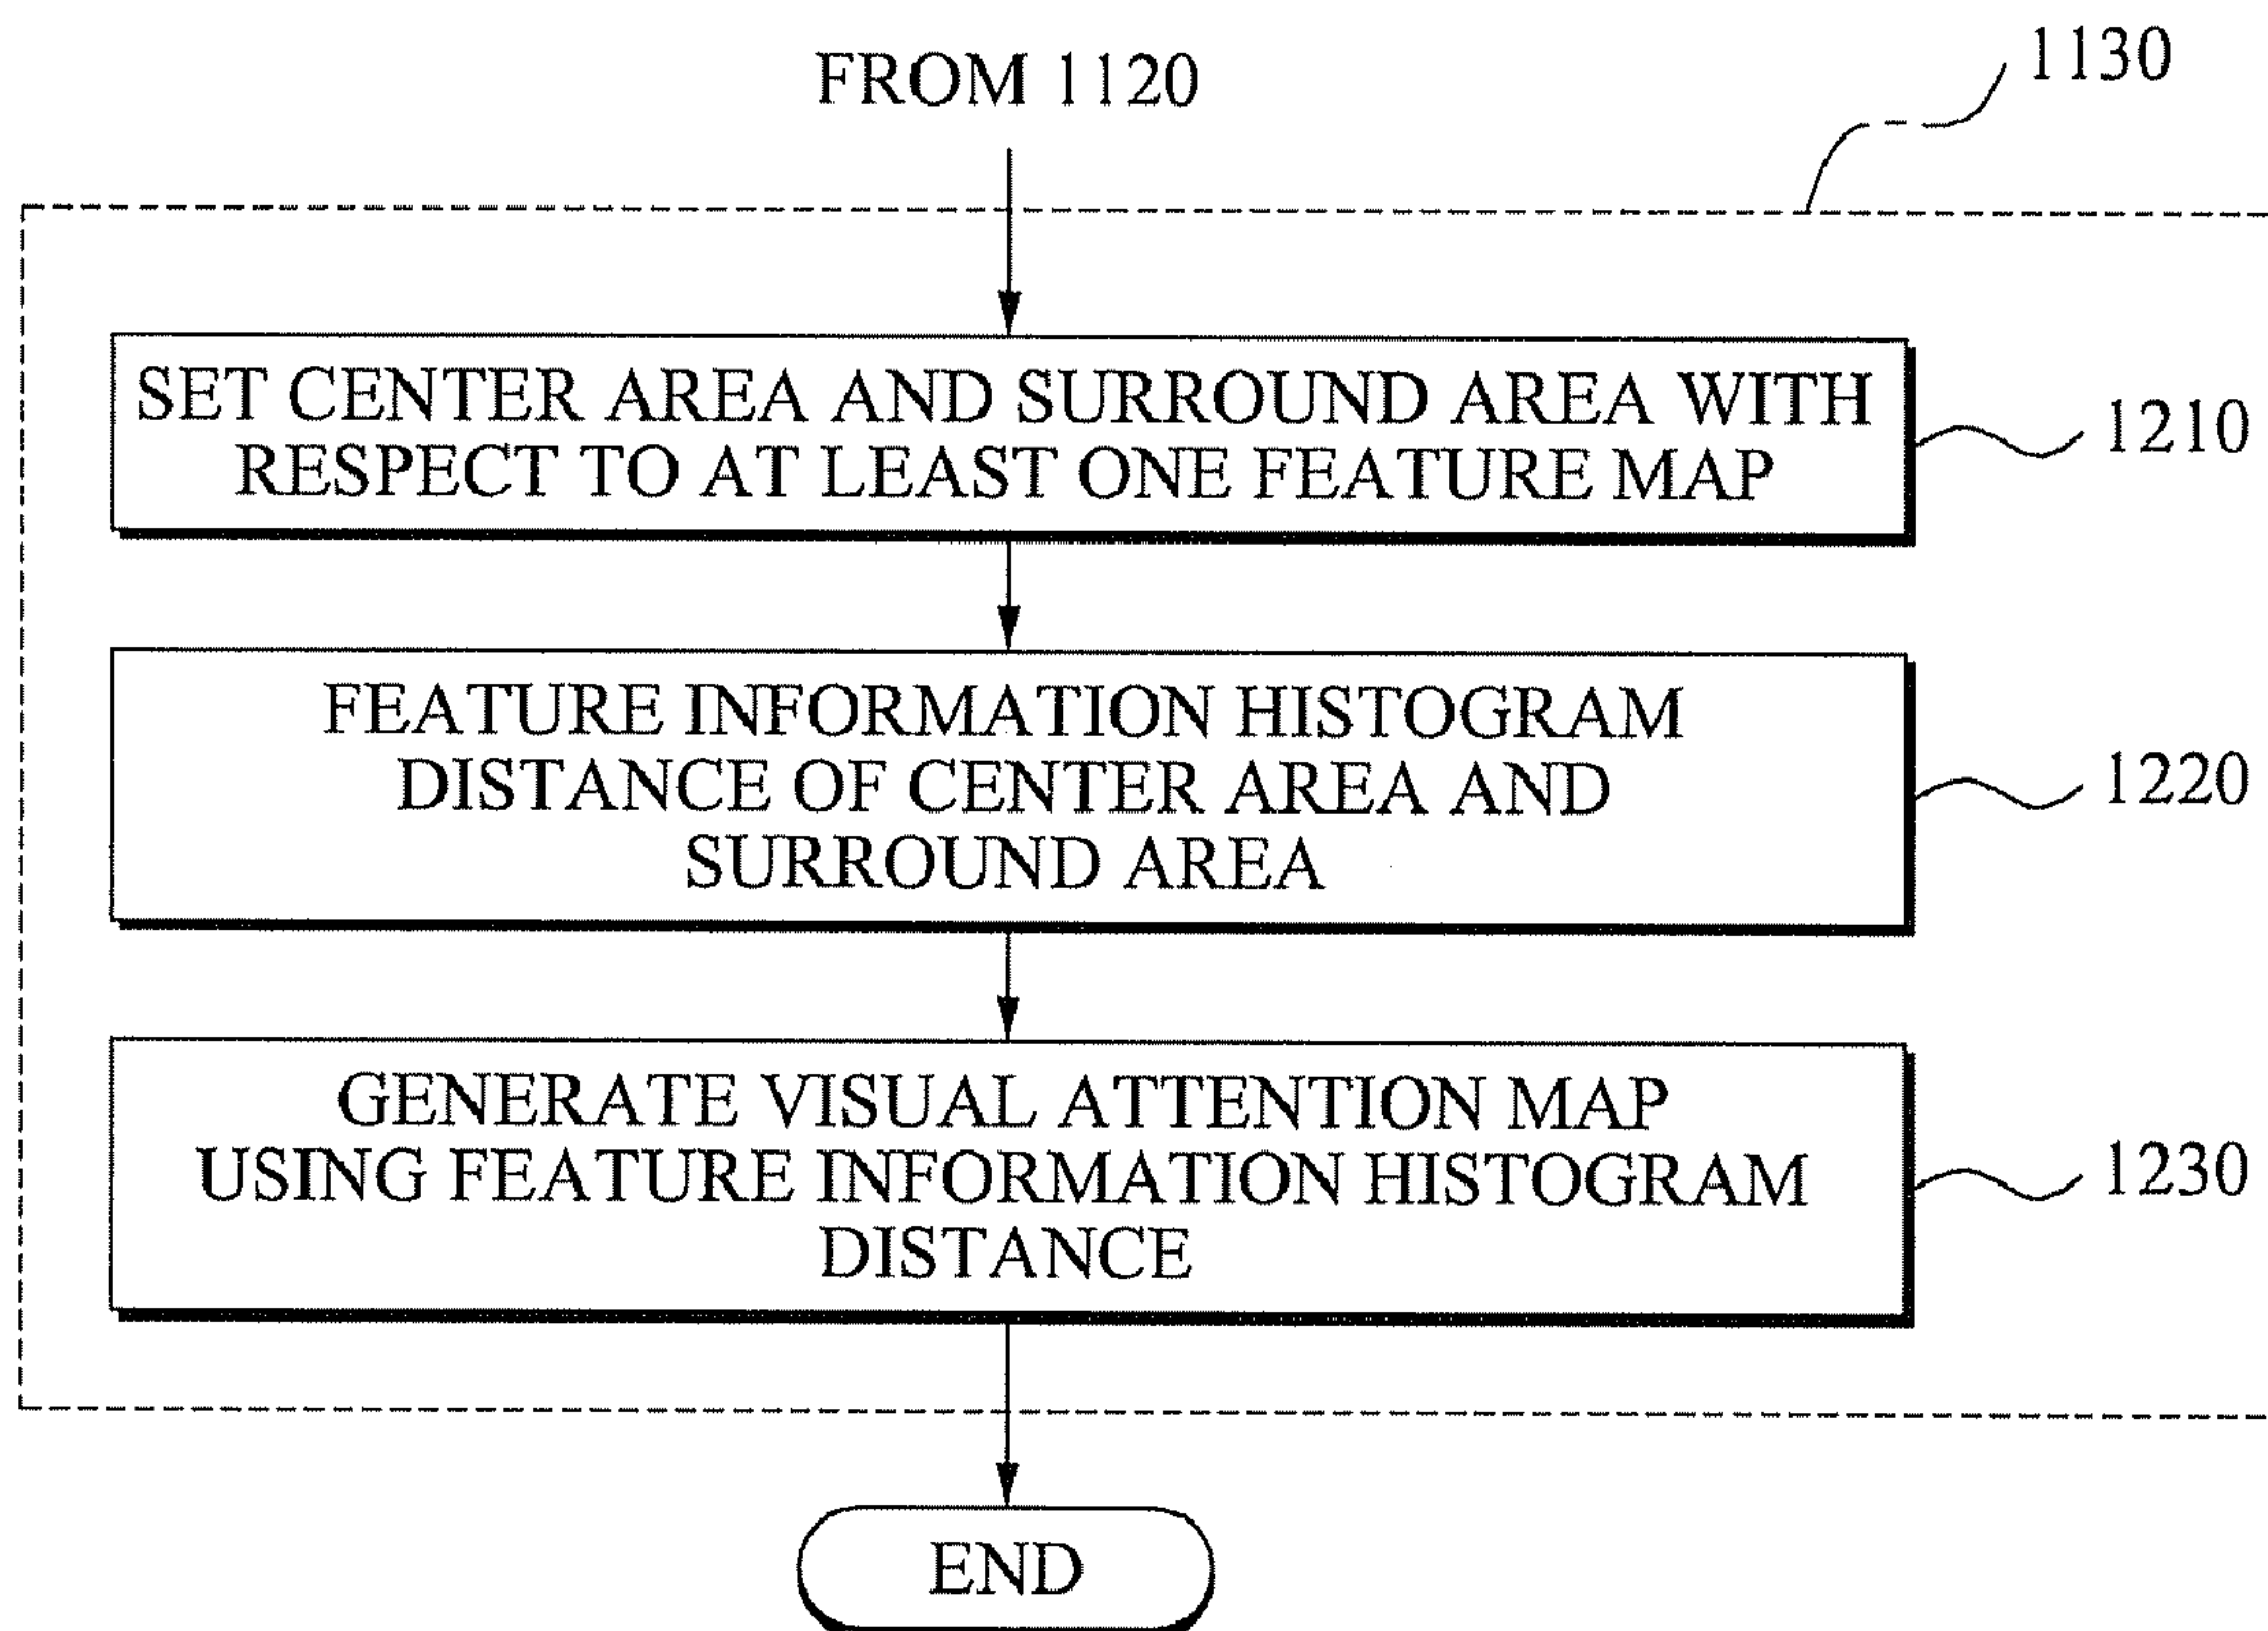 FROM 1120
1130
SET CENTER AREA AND SURROUND AREA WITH
RESPECT TO AT LEAST ONE FEATURE MAP
1210
FEATURE INFORMATION HISTOGRAM
DISTANCE OF CENTER AREA AND
SURROUND AREA
1220
GENERATE VISUAL ATTENTION MAP
USING FEATURE INFORMATION HISTOGRAM
DISTANCE
1230
END